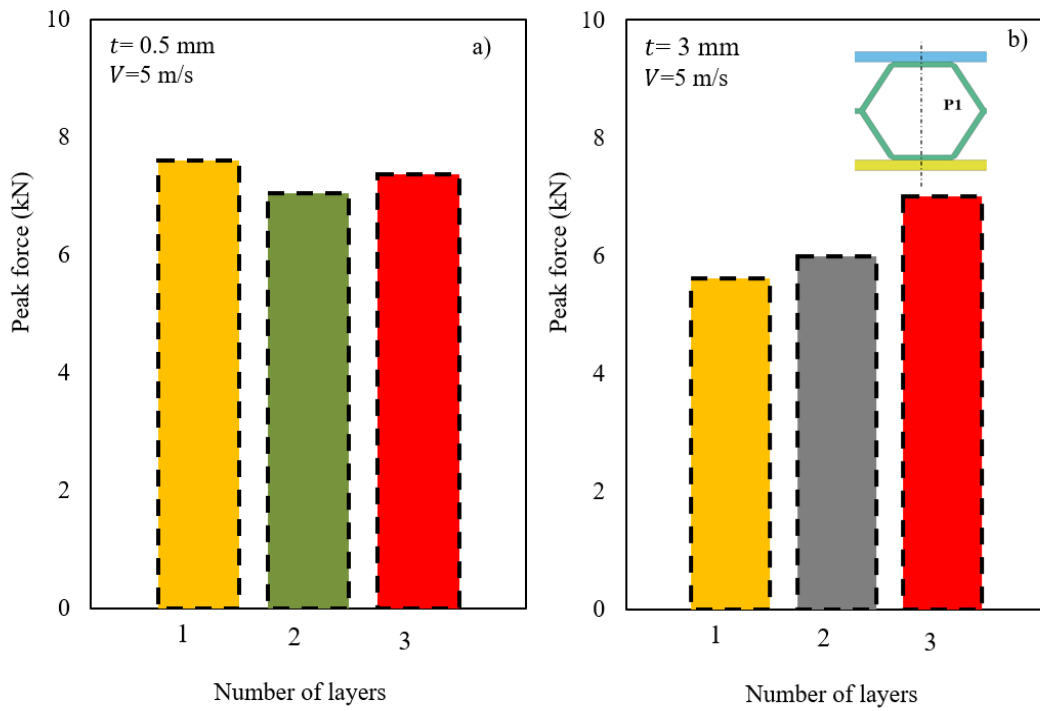 t= 0.5 mm
V=5 m/s
a)
10
8
6
4
2
0
Peak force (kN)
1
2
3
Number of layers
t= 3 mm
V=5 m/s
b)
P1
10
8
6
4
2
0
Peak force (kN)
1
2
3
Number of layers